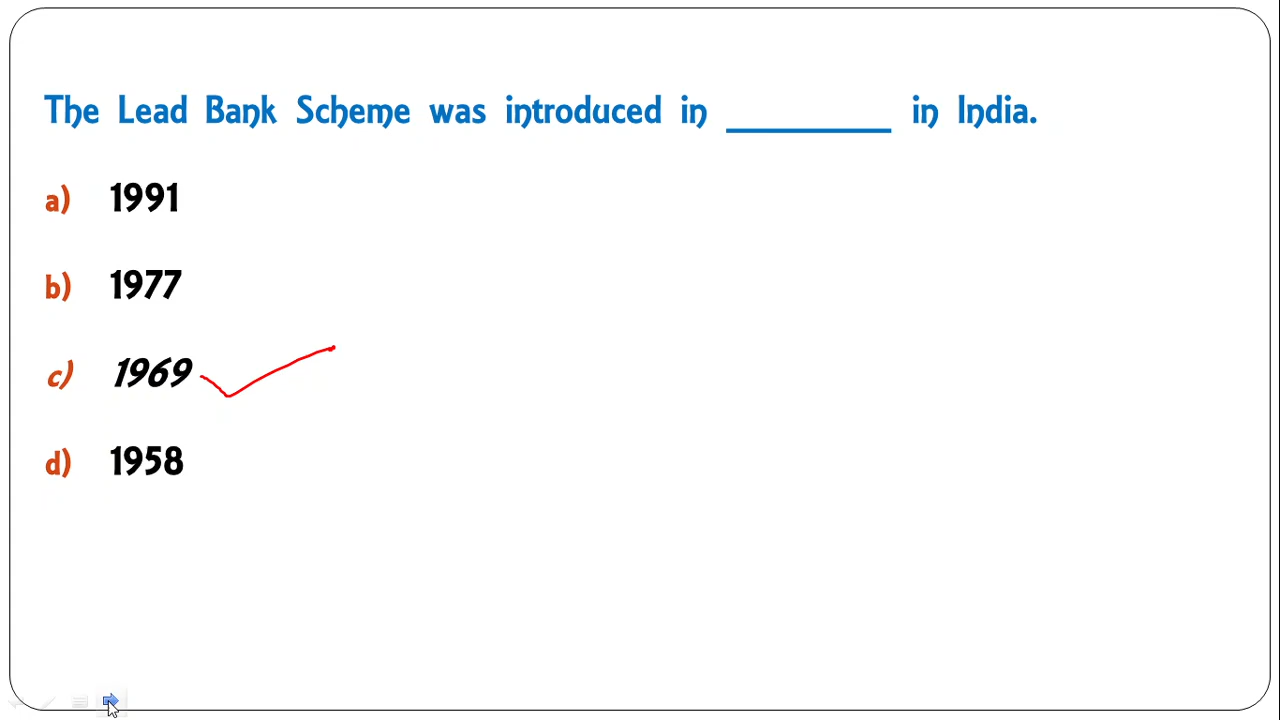 The Lead Bank Scheme was introduced in __________ in India.
a) 1991
b) 1977
c) 1969
d) 1958